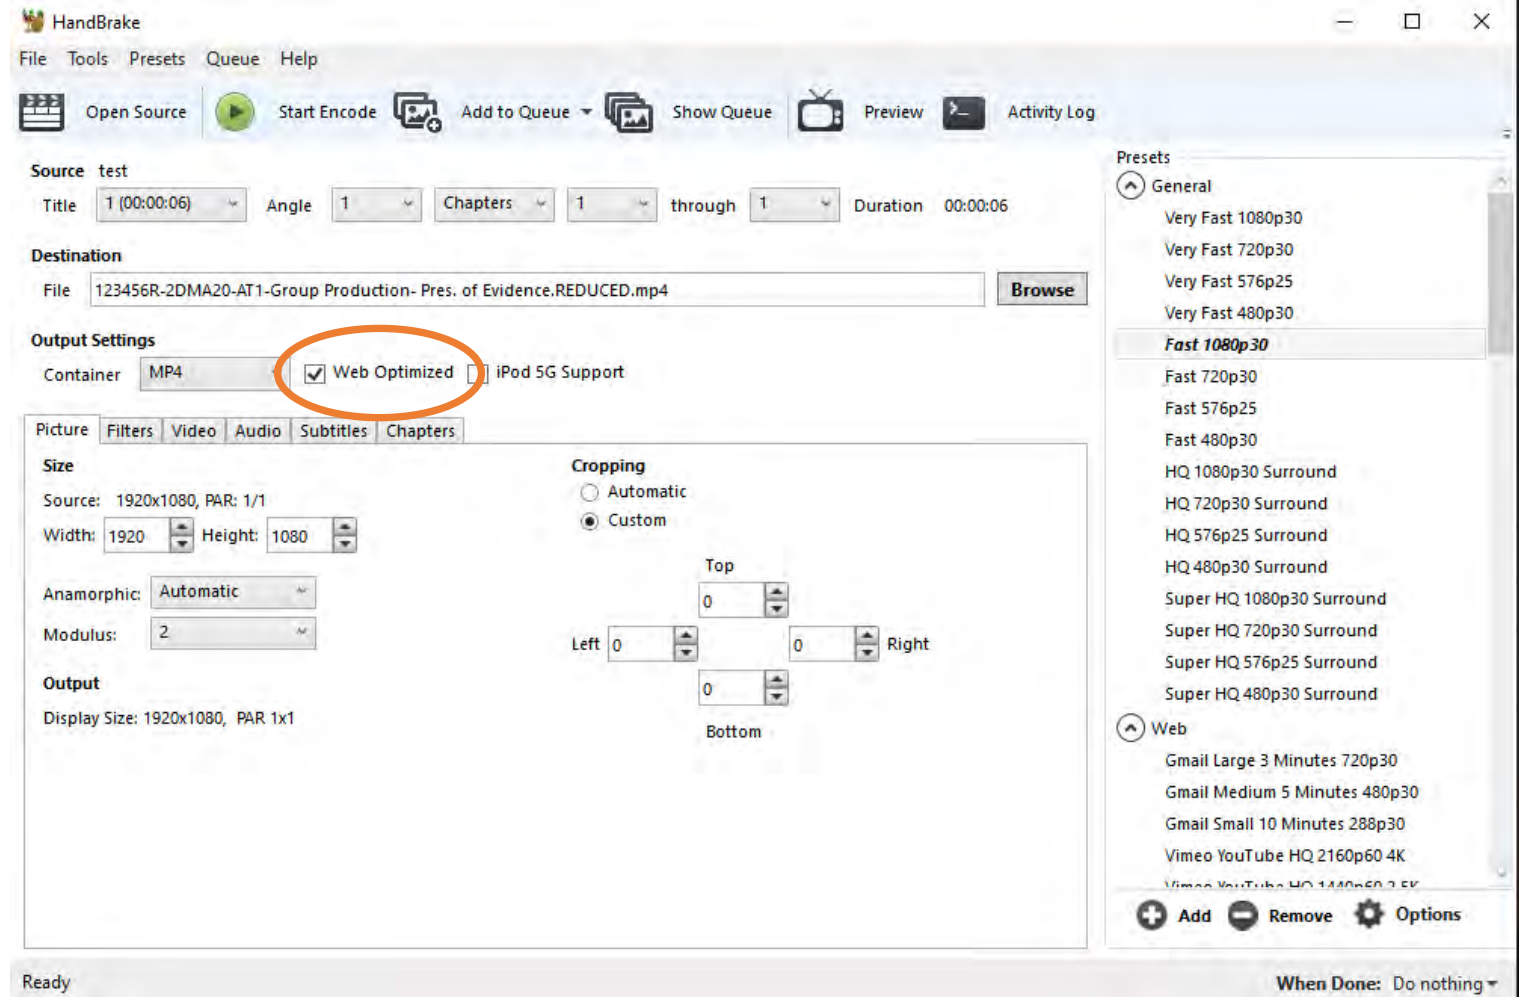 HandBrake
File Tools Presets Queue Help
Open Source Start Encode Add to Queue Show Queue Preview Activity Log
Source test
Title 1 (00:00:06) Angle 1 Chapters 1 through 1 Duration 00:00:06
Destination
File 123456R-2DMA20-AT1-Group Production- Pres. of Evidence.REDUCED.mp4 Browse
Output Settings
Container MP4 Web Optimized iPod 5G Support
Picture Filters Video Audio Subtitles Chapters
Size
Source: 1920x1080, PAR: 1/1
Width: 1920 Height: 1080
Anamorphic: Automatic
Modulus: 2
Output
Display Size: 1920x1080, PAR 1x1
Cropping
Automatic
Custom
Top
0
Left 0 0 Right
0
Bottom
Presets
General
Very Fast 1080p30
Very Fast 720p30
Very Fast 576p25
Very Fast 480p30
Fast 1080p30
Fast 720p30
Fast 576p25
Fast 480p30
HQ 1080p30 Surround
HQ 720p30 Surround
HQ 576p25 Surround
HQ 480p30 Surround
Super HQ 1080p30 Surround
Super HQ 720p30 Surround
Super HQ 576p25 Surround
Super HQ 480p30 Surround
Web
Gmail Large 3 Minutes 720p30
Gmail Medium 5 Minutes 480p30
Gmail Small 10 Minutes 288p30
Vimeo YouTube HQ 2160p60 4K
Vimeo YouTube HQ 1440p60 2.5K
Add Remove Options
Ready
When Done: Do nothing